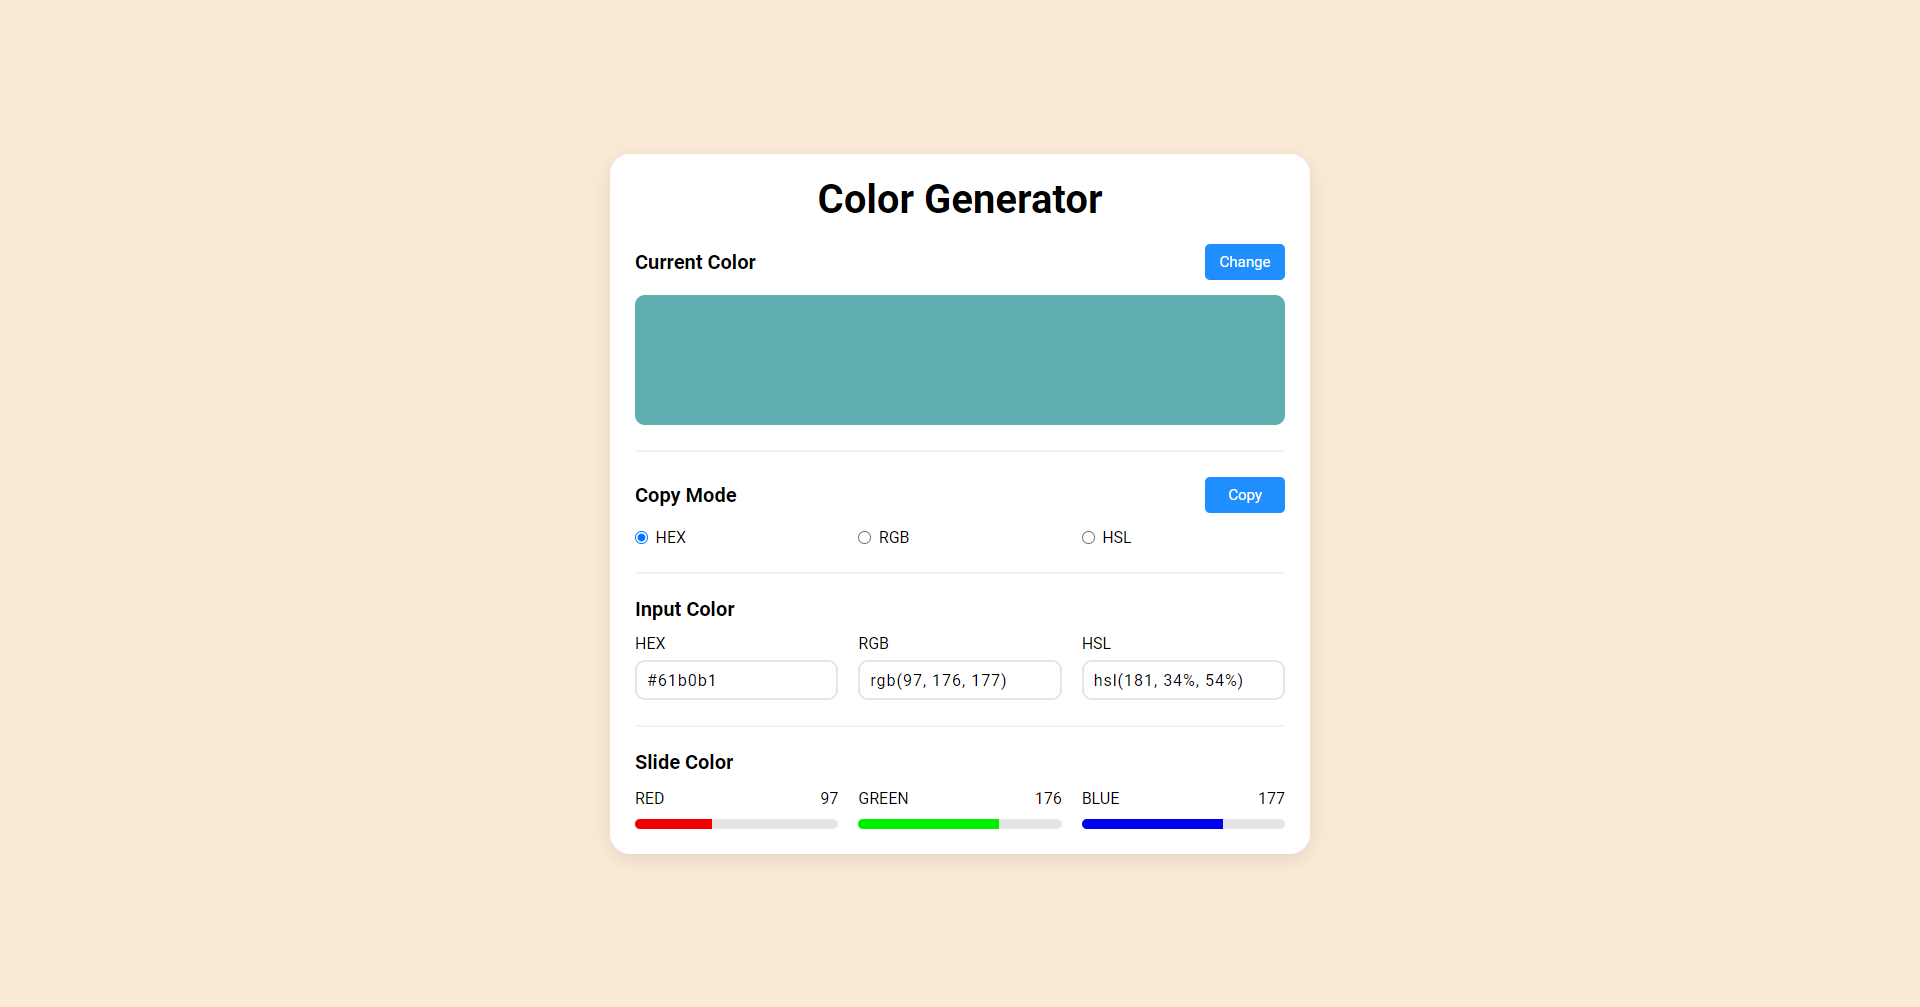 Color Generator
Current Color Change
Copy Mode Copy
HEX RGB HSL
Input Color
HEX RGB HSL
#61b0b1 rgb(97, 176, 177) hsl(181, 34%, 54%)
Slide Color
RED 97 GREEN 176 BLUE 177